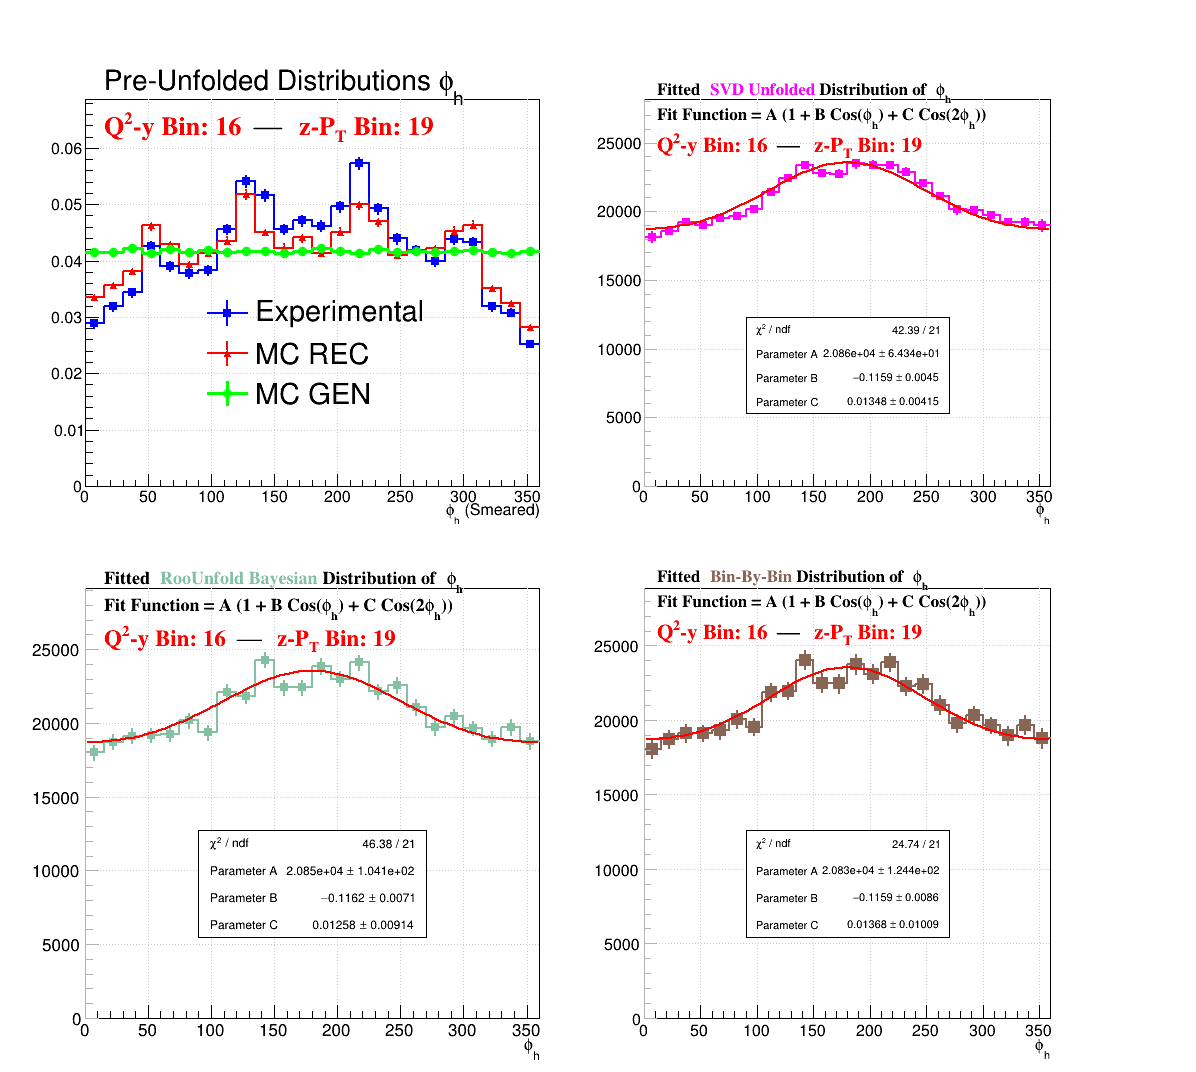 Pre-Unfolded Distributions ϕh
Q2-y Bin: 16 — z-PT Bin: 19
0.06
0.05
0.04
0.03
0.02
0.01
0
Experimental
MC REC
MC GEN
0 50 100 150 200 250 300 350
ϕh (Smeared)
Fitted SVD Unfolded Distribution of ϕh
Fit Function = A (1 + B Cos(ϕh) + C Cos(2ϕh))
Q2-y Bin: 16 — z-PT Bin: 19
25000
20000
15000
10000
5000
0
χ2 / ndf 42.39 / 21
Parameter A 2.086e+04 ± 6.434e+01
Parameter B −0.1159 ± 0.0045
Parameter C 0.01348 ± 0.00415
0 50 100 150 200 250 300 350
ϕh
Fitted RooUnfold Bayesian Distribution of ϕh
Fit Function = A (1 + B Cos(ϕh) + C Cos(2ϕh))
Q2-y Bin: 16 — z-PT Bin: 19
25000
20000
15000
10000
5000
0
χ2 / ndf 46.38 / 21
Parameter A 2.085e+04 ± 1.041e+02
Parameter B −0.1162 ± 0.0071
Parameter C 0.01258 ± 0.00914
0 50 100 150 200 250 300 350
ϕh
Fitted Bin-By-Bin Distribution of ϕh
Fit Function = A (1 + B Cos(ϕh) + C Cos(2ϕh))
Q2-y Bin: 16 — z-PT Bin: 19
25000
20000
15000
10000
5000
0
χ2 / ndf 24.74 / 21
Parameter A 2.083e+04 ± 1.244e+02
Parameter B −0.1159 ± 0.0086
Parameter C 0.01368 ± 0.01009
0 50 100 150 200 250 300 350
ϕh